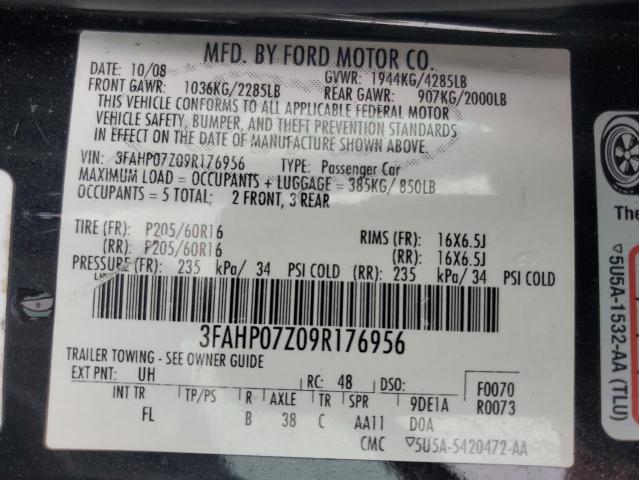 MFD. BY FORD MOTOR CO.
DATE: 10/08 GVWR: 1944KG/4285LB
FRONT GAWR: 1036KG/2285LB REAR GAWR: 907KG/2000LB
THIS VEHICLE CONFORMS TO ALL APPLICABLE FEDERAL MOTOR
VEHICLE SAFETY, BUMPER, AND THEFT PREVENTION STANDARDS
IN EFFECT ON THE DATE OF MANUFACTURE SHOWN ABOVE.
VIN: 3FAHP07Z09R176956 TYPE: Passenger Car
MAXIMUM LOAD = OCCUPANTS + LUGGAGE = 385KG/ 850LB
OCCUPANTS = 5 TOTAL: 2 FRONT, 3 REAR
TIRE (FR): P205/60R16 RIMS (FR): 16X6.5J
(RR): P205/60R16 (RR): 16X6.5J
PRESSURE (FR): 235 kPa/ 34 PSI COLD (RR): 235 kPa/ 34 PSI COLD
3FAHP07Z09R176956
TRAILER TOWING - SEE OWNER GUIDE
EXT PNT: UH RC: 48 DSO: F0070
INT TR TP/PS R AXLE TR SPR 9DE1A R0073
FL B 38 C AA11 DOA
CMC ▽5U5A-5420472-AA
The
▽5U5A-1532-AA (TLU)